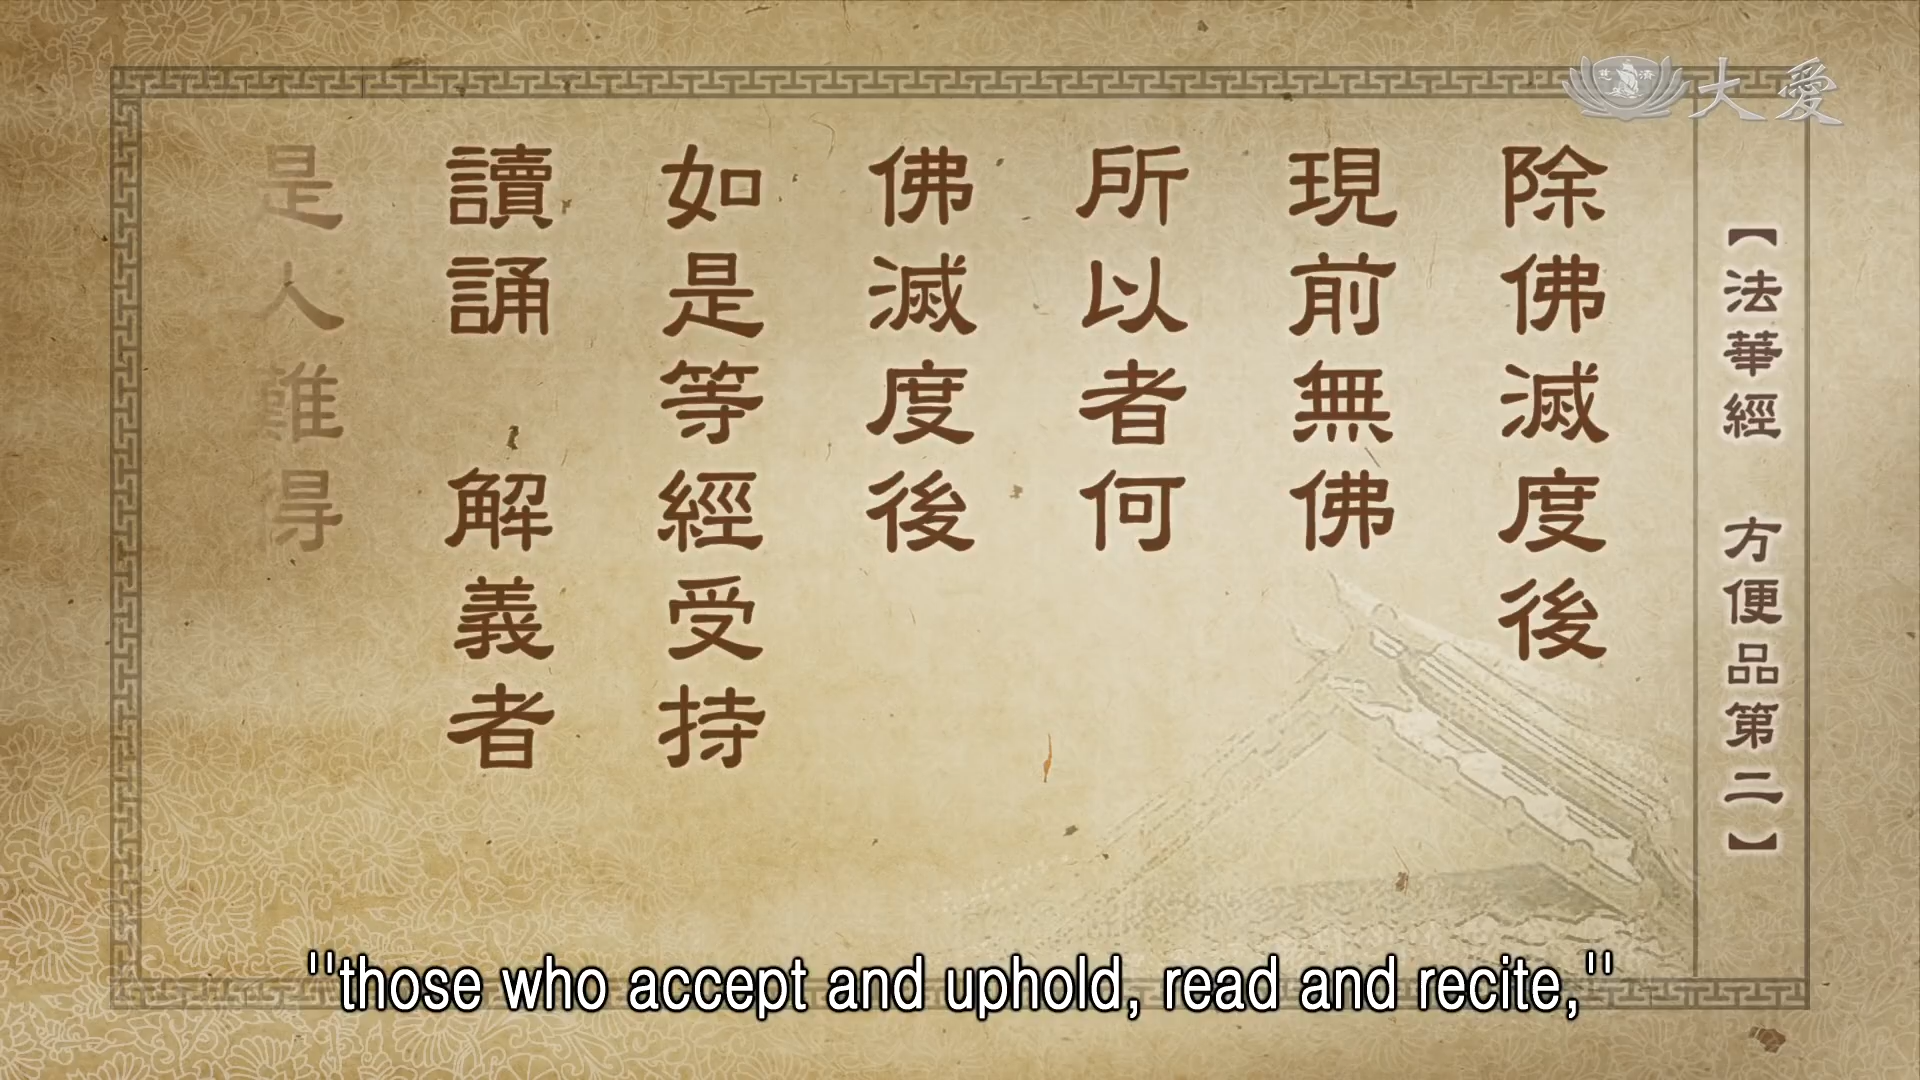 慈濟
大愛
【法華經 方便品第二】
除佛滅度後
現前無佛
所以者何
佛滅度後
如是等經受持
讀誦 解義者
是人難得
"those who accept and uphold, read and recite,"